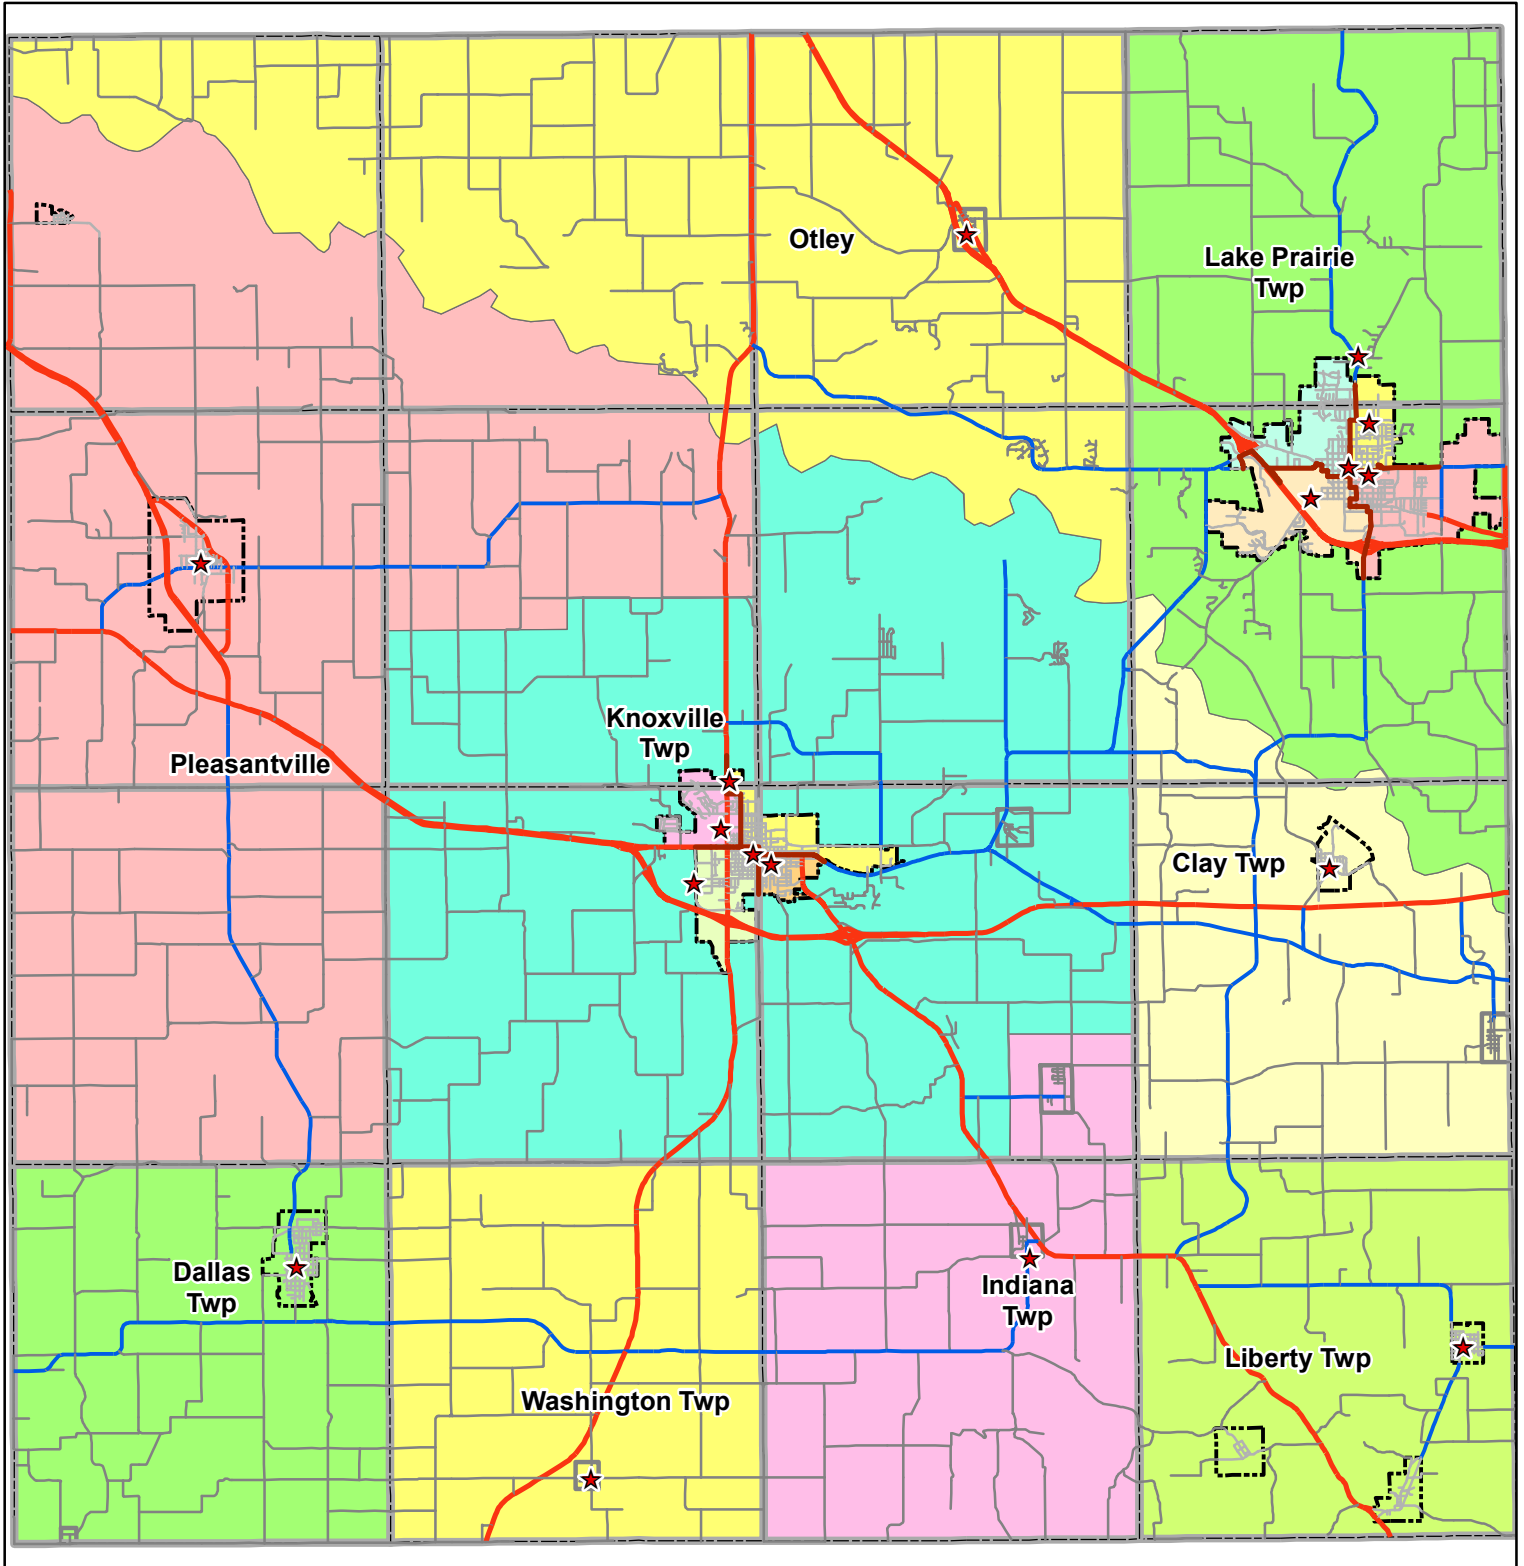 Otley
Lake Prairie
Twp
Knoxville
Twp
Pleasantville
Clay Twp
Dallas
Twp
Indiana
Twp
Liberty Twp
Washington Twp